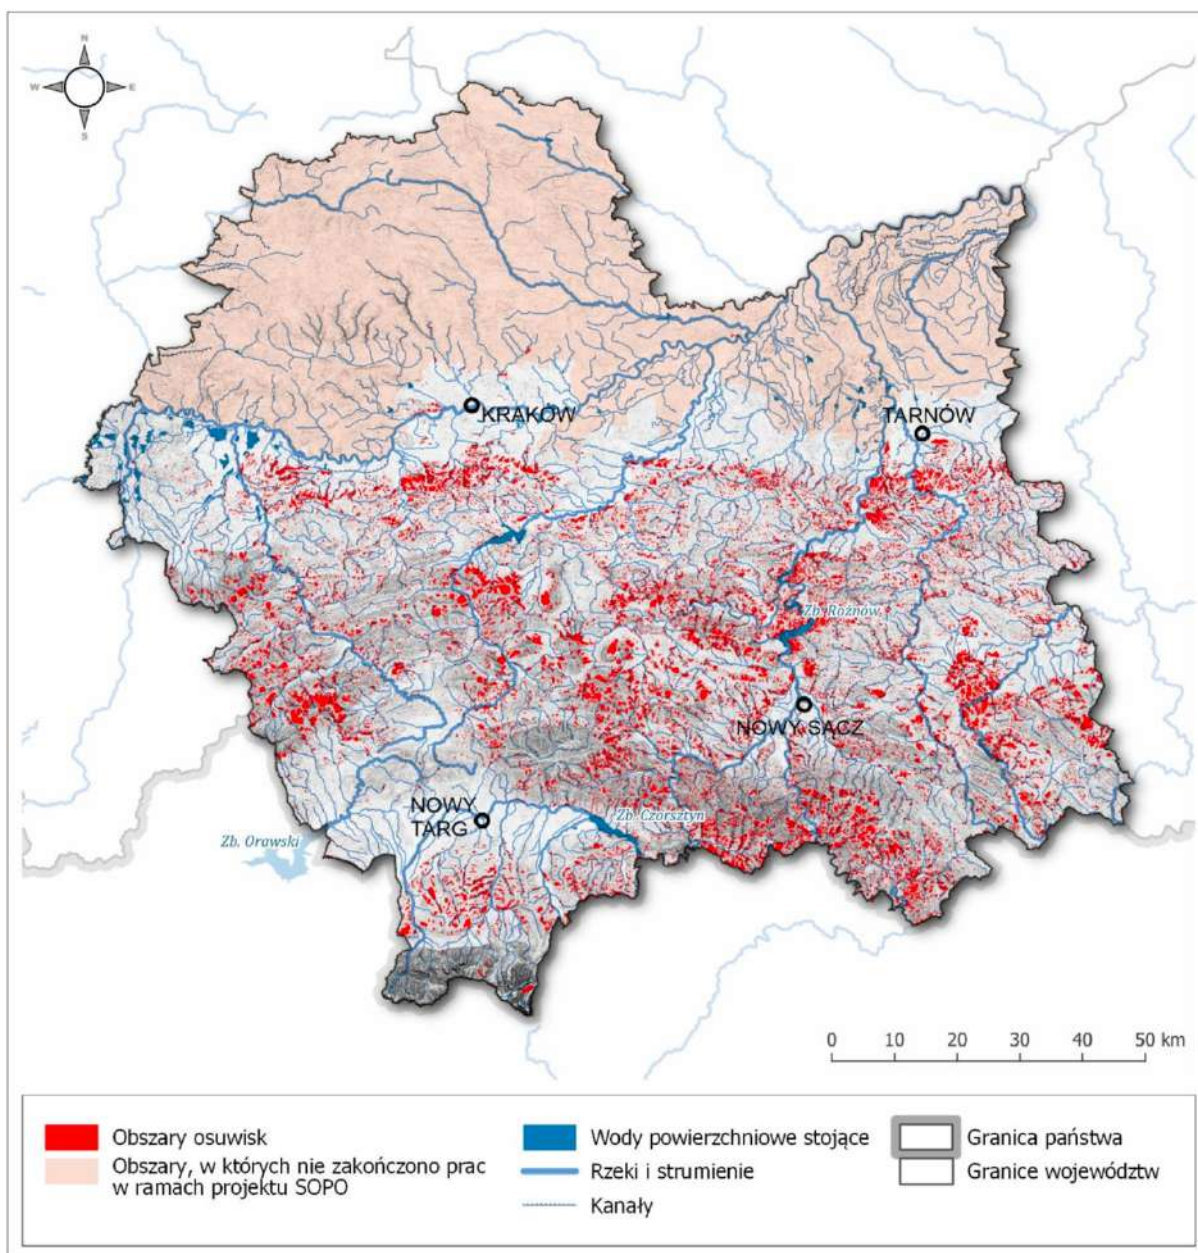 N
W
E
S
KRAKÓW
TARNÓW
Zb. Rożnów
NOWY SĄCZ
NOWY
TARG
Zb. Czorsztyn
Zb. Orawski
0 10 20 30 40 50 km
Obszary osuwisk
Obszary, w których nie zakończono prac
w ramach projektu SOPO
Wody powierzchniowe stojące
Rzeki i strumienie
Kanały
Granica państwa
Granice województw